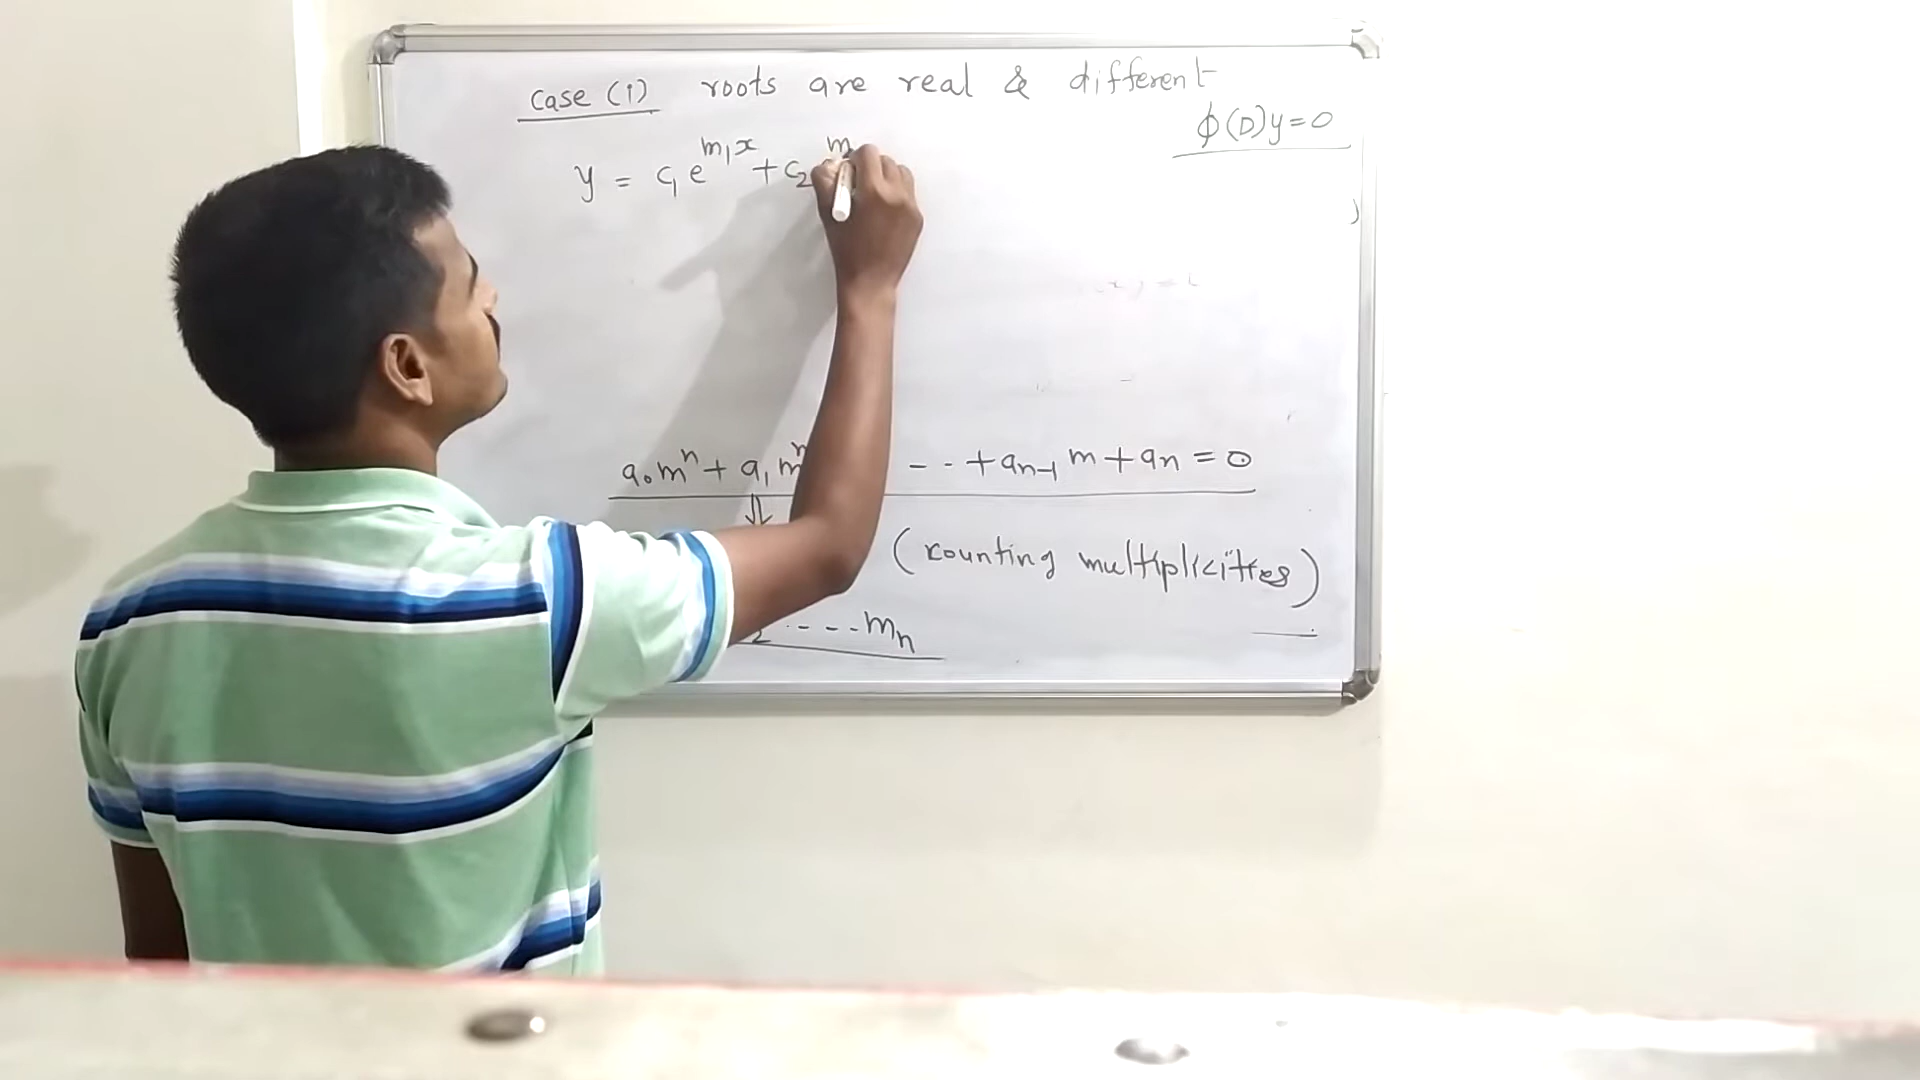 case (1) roots are real & different
ϕ(D)y=0
y = c₁e^{m₁x} + c₂ m
a₀mⁿ + a₁m -- + aₙ₋₁ m + aₙ = 0
(counting multiplicities)
₂ ---- mₙ